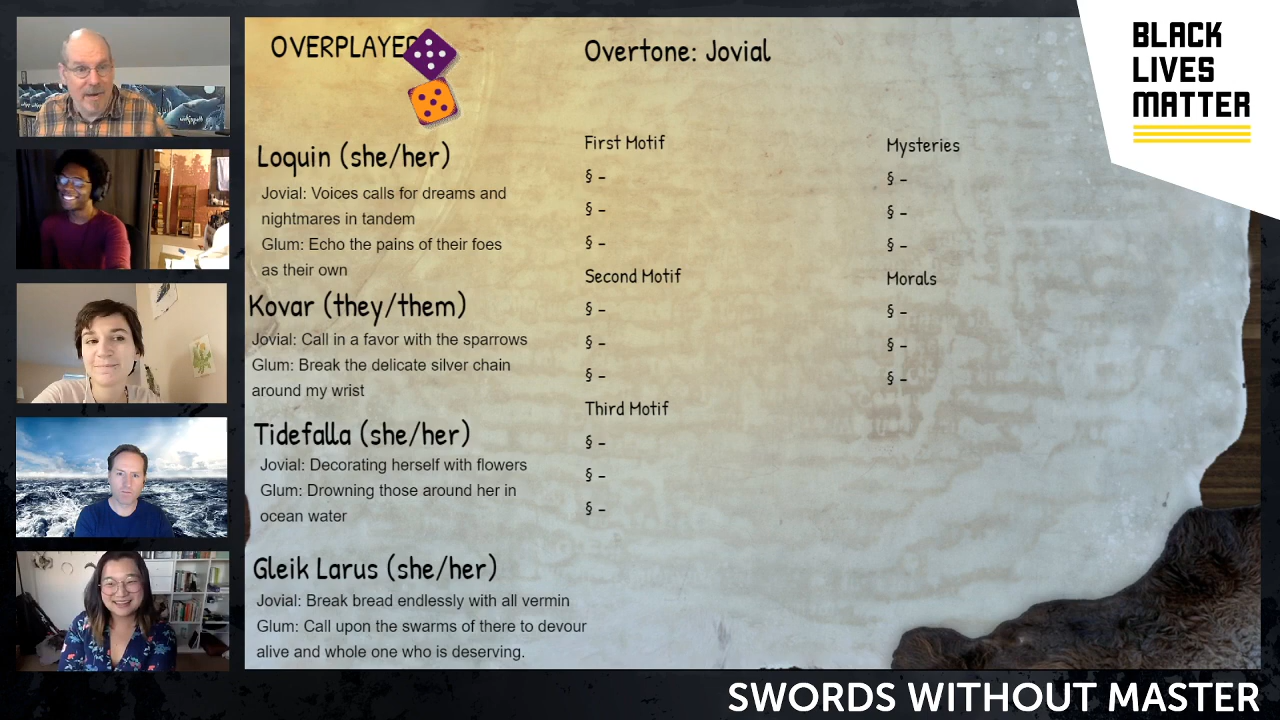 OVERPLAYER
Loquin (she/her)
Jovial: Voices calls for dreams and
nightmares in tandem
Glum: Echo the pains of their foes
as their own
Kovar (they/them)
Jovial: Call in a favor with the sparrows
Glum: Break the delicate silver chain
around my wrist
Tidefalla (she/her)
Jovial: Decorating herself with flowers
Glum: Drowning those around her in
ocean water
Gleik Larus (she/her)
Jovial: Break bread endlessly with all vermin
Glum: Call upon the swarms of there to devour
alive and whole one who is deserving.
Overtone: Jovial
First Motif
§ -
§ -
§ -
Second Motif
§ -
§ -
§ -
Third Motif
§ -
§ -
§ -
Mysteries
§ -
§ -
§ -
Morals
§ -
§ -
§ -
BLACK
LIVES
MATTER
SWORDS WITHOUT MASTER